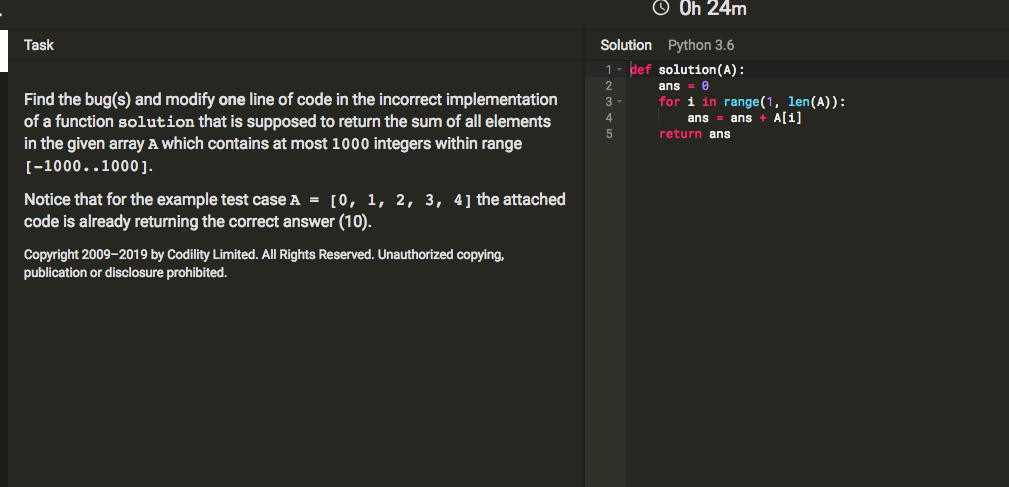 0h 24m
Task
Solution Python 3.6
Find the bug(s) and modify one line of code in the incorrect implementation
of a function solution that is supposed to return the sum of all elements
in the given array A which contains at most 1000 integers within range
[-1000..1000].
Notice that for the example test case A = [0, 1, 2, 3, 4] the attached
code is already returning the correct answer (10).
Copyright 2009–2019 by Codility Limited. All Rights Reserved. Unauthorized copying,
publication or disclosure prohibited.
1 def solution(A):
2 ans = 0
3 for i in range(1, len(A)):
4 ans = ans + A[i]
5 return ans